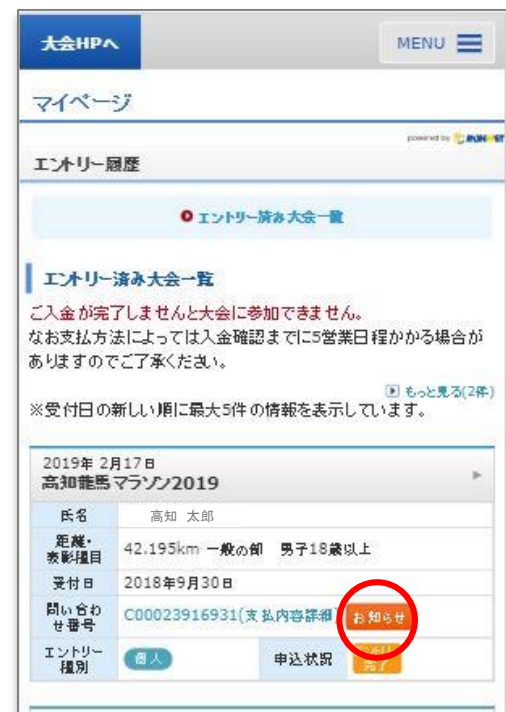 大会HPへ
MENU
マイページ
powered by RUNNET
エントリー履歴
エントリー済み大会一覧
エントリー済み大会一覧
ご入金が完了しませんと大会に参加できません。
なお支払方法によっては入金確認までに5営業日程かかる場合が
ありますのでご了承ください。
もっと見る(2件)
※受付日の新しい順に最大5件の情報を表示しています。
2019年 2月17日
高知龍馬マラソン2019
氏名 高知 太郎
距離・
表彰種目
42.195km 一般の部 男子18歳以上
受付日 2018年9月30日
問い合わ
せ番号
C00023916931(支払内容詳細) お知らせ
エントリー
種別
個人 申込状況 エントリー
完了